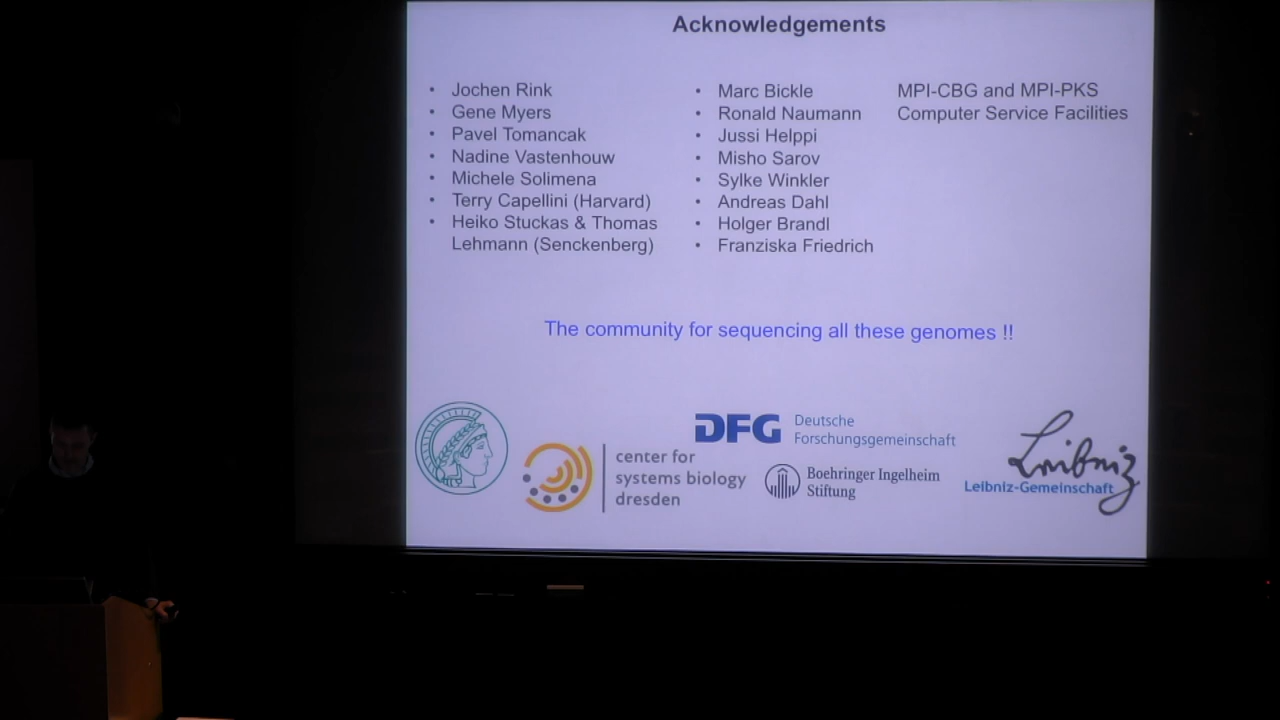 Acknowledgements
• Jochen Rink
• Gene Myers
• Pavel Tomancak
• Nadine Vastenhouw
• Michele Solimena
• Terry Capellini (Harvard)
• Heiko Stuckas & Thomas
Lehmann (Senckenberg)
• Marc Bickle
• Ronald Naumann
• Jussi Helppi
• Misho Sarov
• Sylke Winkler
• Andreas Dahl
• Holger Brandl
• Franziska Friedrich
MPI-CBG and MPI-PKS
Computer Service Facilities
The community for sequencing all these genomes !!
center for
systems biology
dresden
DFG
Deutsche
Forschungsgemeinschaft
Boehringer Ingelheim
Stiftung
Leibniz
Leibniz-Gemeinschaft